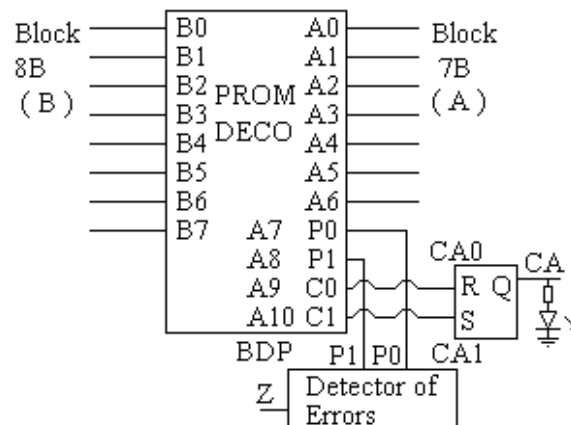 Block
8B
( B )
B0
B1
B2
B3
B4
B5
B6
B7
PROM
DECO
A7
A8
A9
A10
A0
A1
A2
A3
A4
A5
A6
P0
P1
C0
C1
Block
7B
( A )
BDP
P1 P0
CA0
R Q
S
CA
CA1
Z
Detector of
Errors